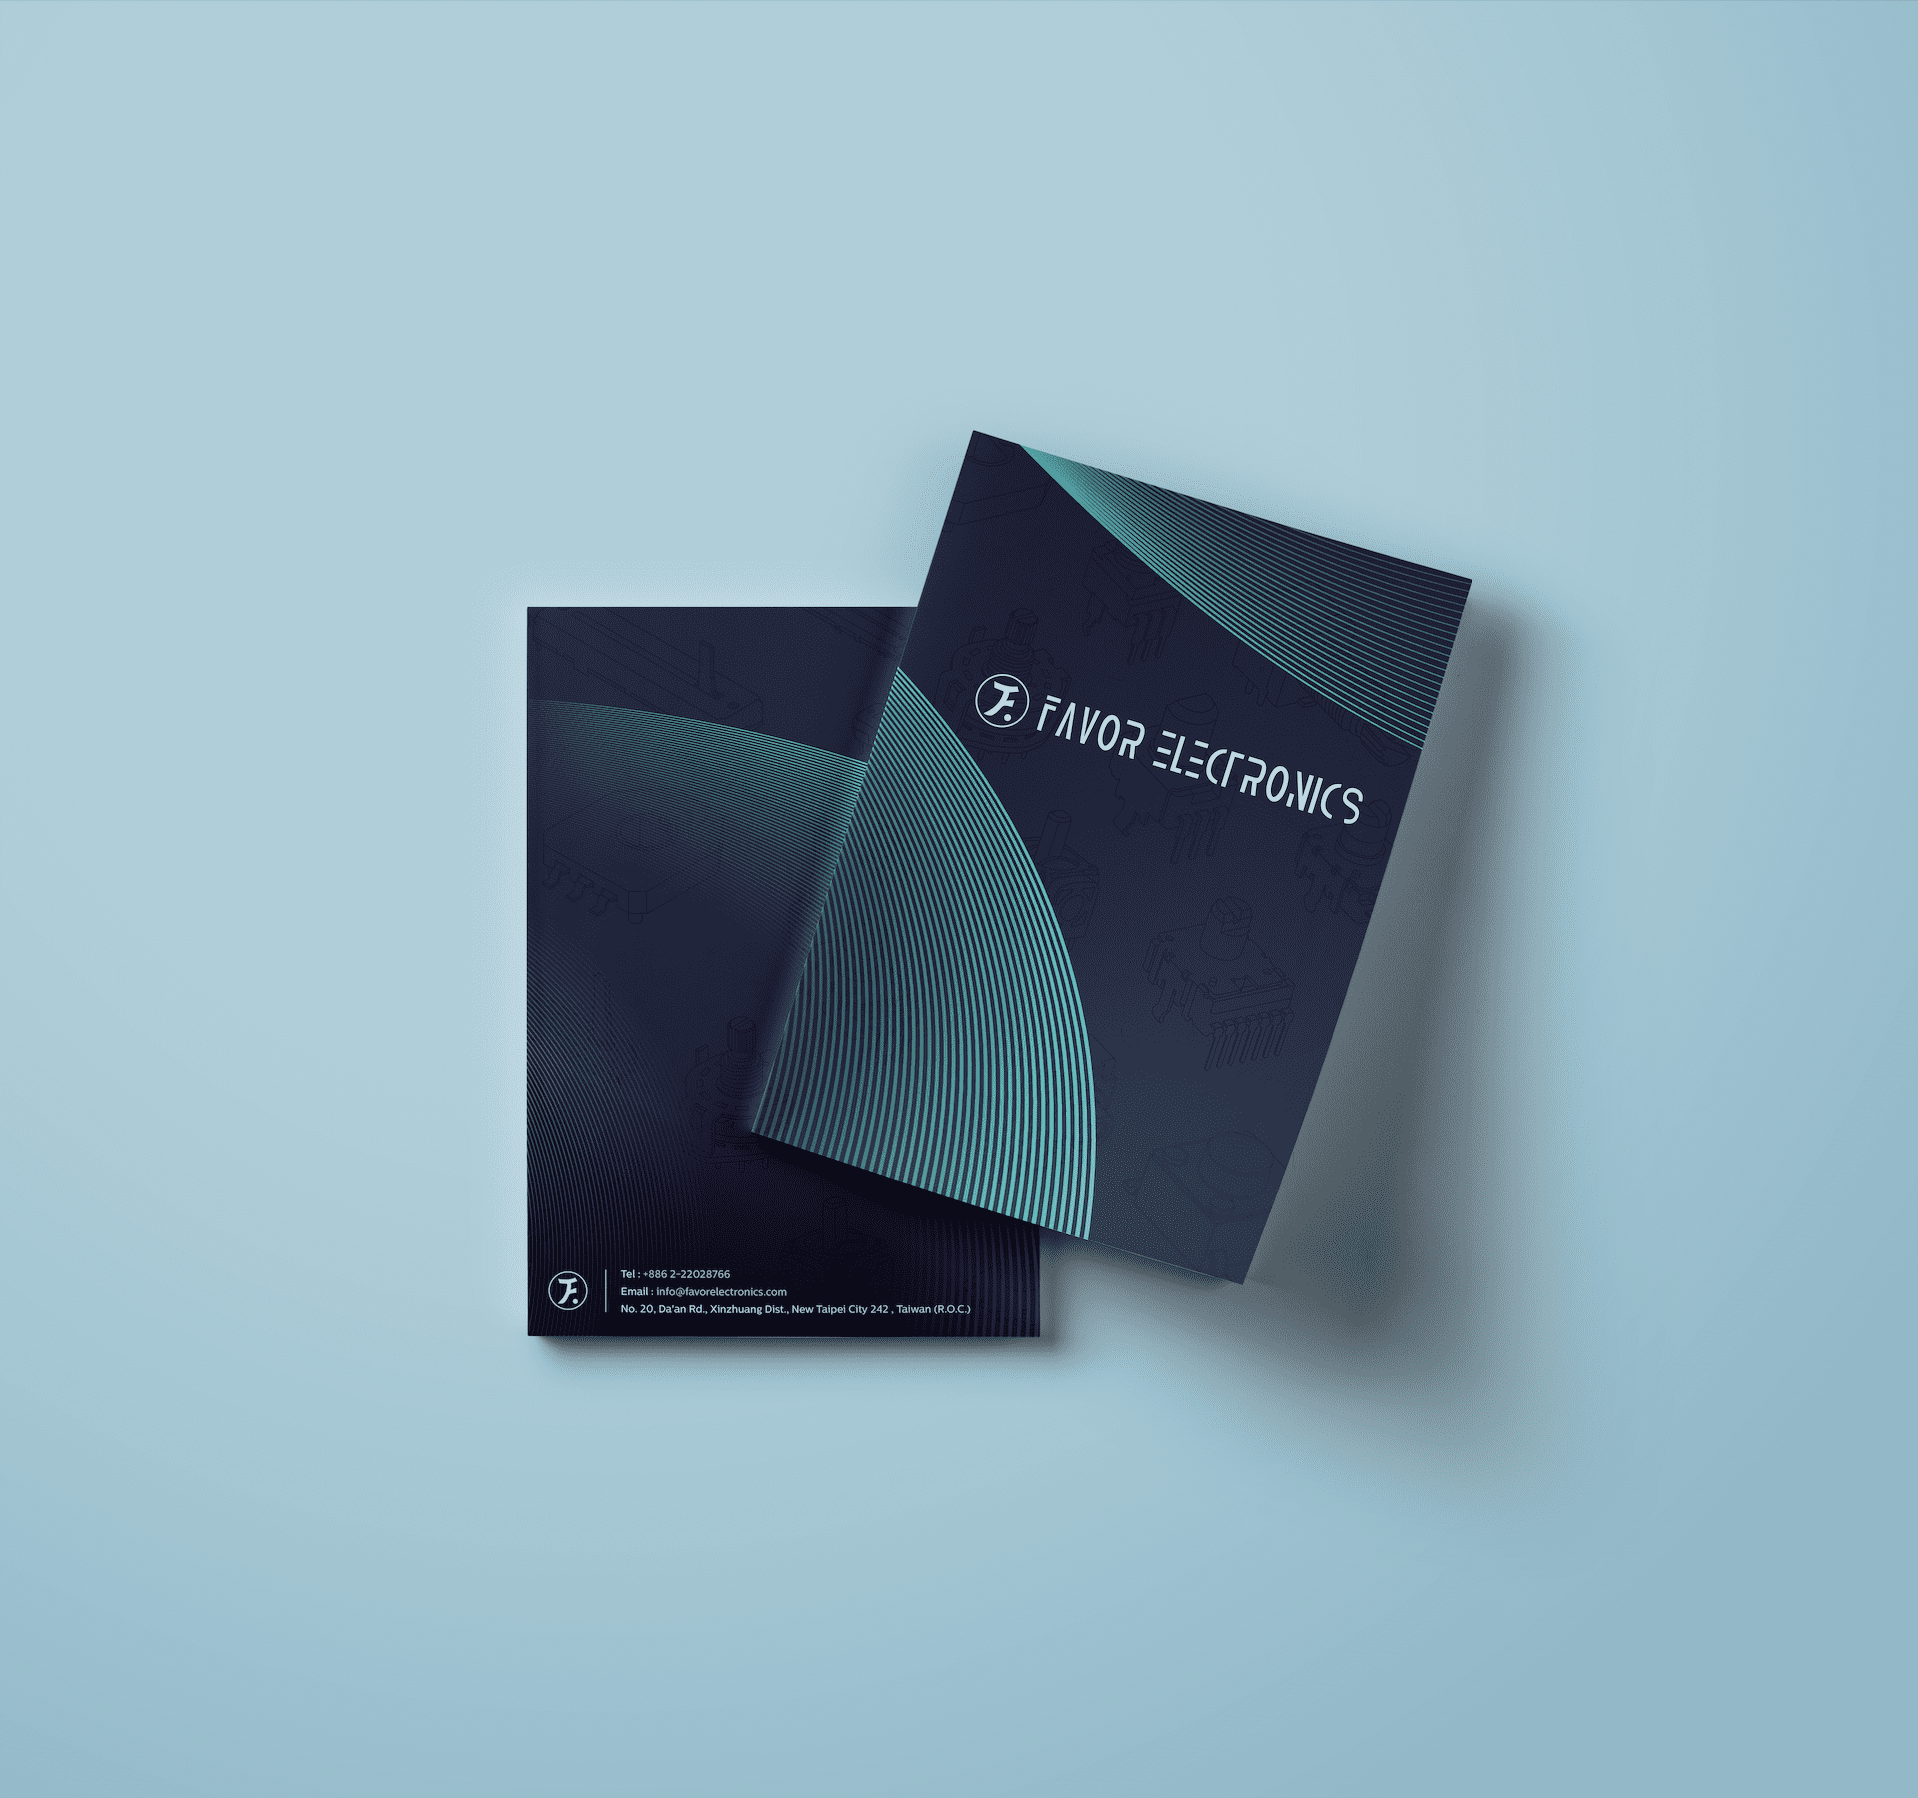 FAVOR ELECTRONICS
Tel : +886 2-22028766
Email : info@favorelectronics.com
No. 20, Da'an Rd., Xinzhuang Dist., New Taipei City 242 , Taiwan (R.O.C.)